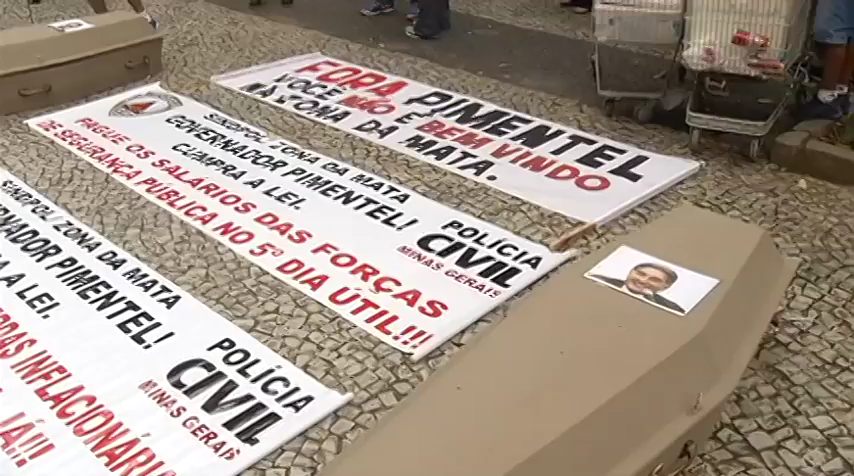 FORA PIMENTEL
VOCÊ NÃO É BEM VINDO
NA ZONA DA MATA.
SINDPOL/ ZONA DA MATA
GOVERNADOR PIMENTEL!
CUMPRA A LEI.
PAGUE OS SALÁRIOS DAS FORÇAS
DE SEGURANÇA PÚBLICA NO 5º DIA ÚTIL!!!
POLÍCIA
CIVIL
MINAS GERAIS
SINDPOL/ ZONA DA MATA
PIMENTEL!
A LEI.
INFLACIONÁRIA
JÁ!!!
POLÍCIA
CIVIL
MINAS GERAIS